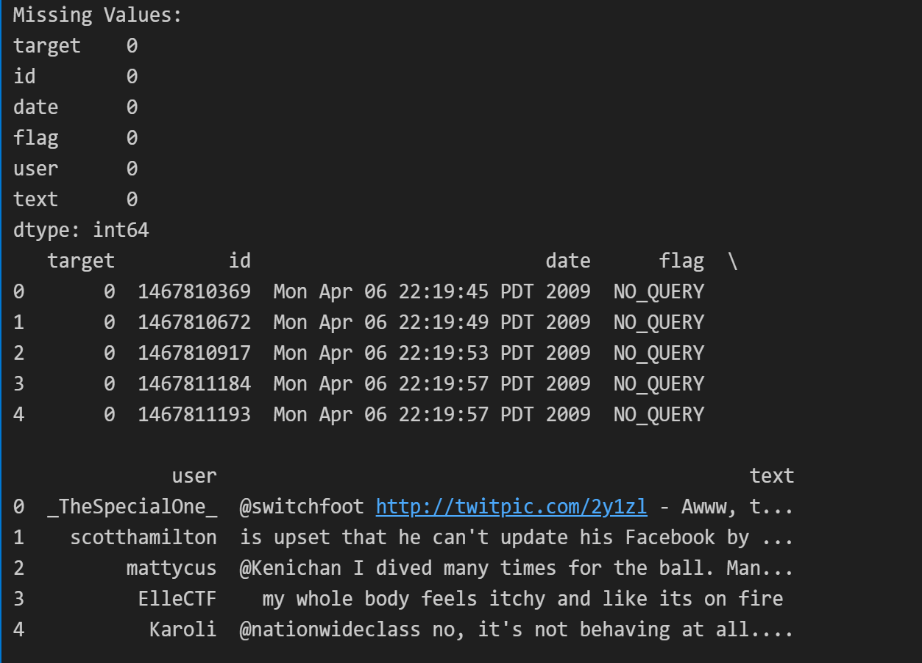 Missing Values:
target    0
id        0
date      0
flag      0
user      0
text      0
dtype: int64
   target          id                          date      flag  \
0       0  1467810369  Mon Apr 06 22:19:45 PDT 2009  NO_QUERY
1       0  1467810672  Mon Apr 06 22:19:49 PDT 2009  NO_QUERY
2       0  1467810917  Mon Apr 06 22:19:53 PDT 2009  NO_QUERY
3       0  1467811184  Mon Apr 06 22:19:57 PDT 2009  NO_QUERY
4       0  1467811193  Mon Apr 06 22:19:57 PDT 2009  NO_QUERY

              user                                               text
0  _TheSpecialOne_  @switchfoot http://twitpic.com/2y1zl - Awww, t...
1    scotthamilton  is upset that he can't update his Facebook by ...
2         mattycus  @Kenichan I dived many times for the ball. Man...
3          ElleCTF    my whole body feels itchy and like its on fire
4           Karoli  @nationwideclass no, it's not behaving at all....